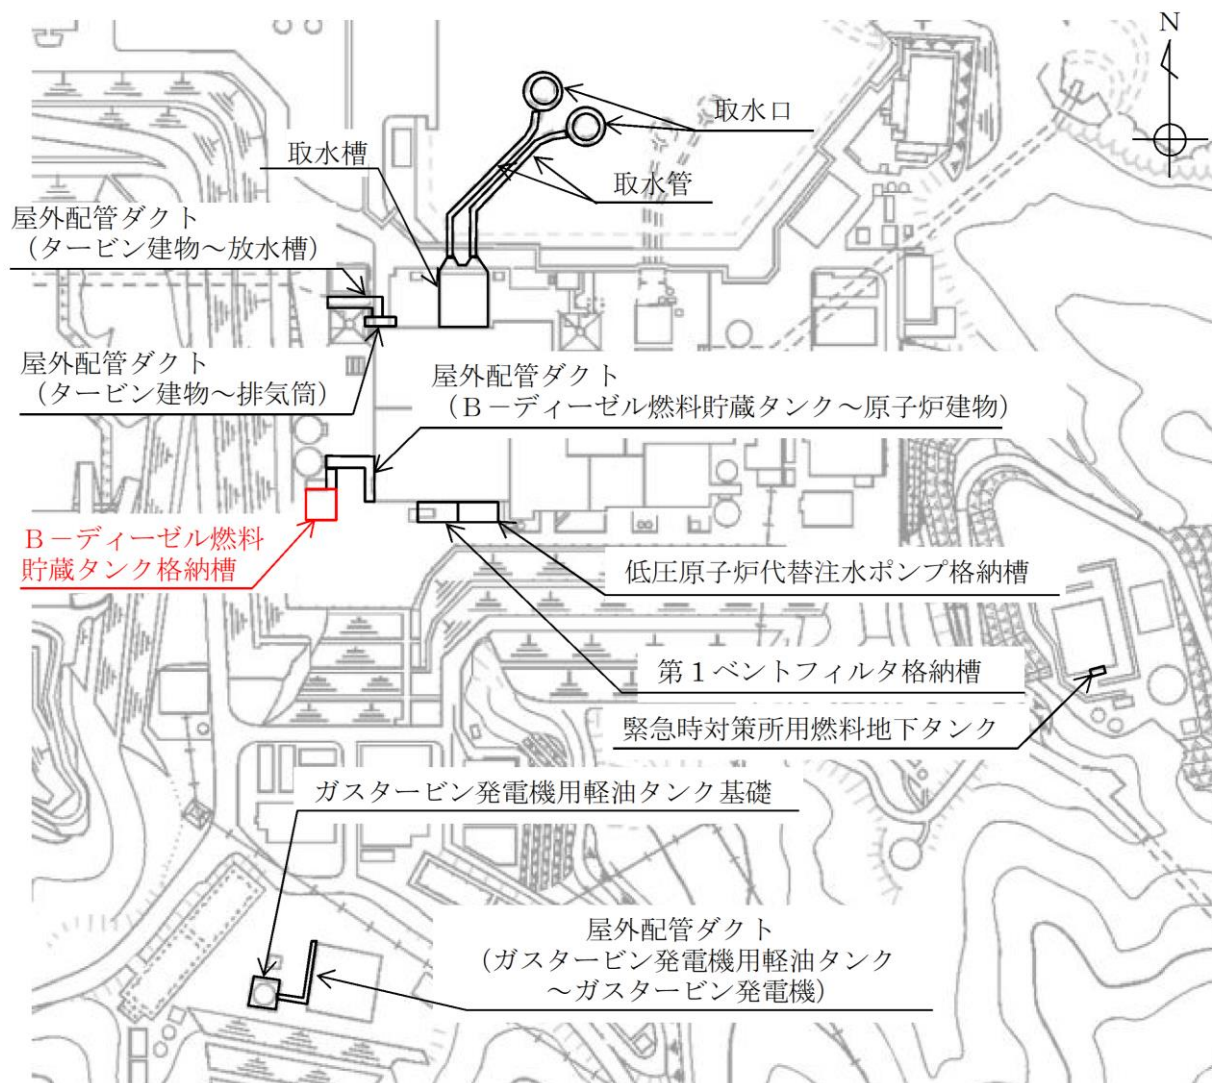 N
取水口
取水槽
取水管
屋外配管ダクト
（タービン建物～放水槽）
屋外配管ダクト
（タービン建物～排気筒）
屋外配管ダクト
（Ｂ－ディーゼル燃料貯蔵タンク～原子炉建物）
Ｂ－ディーゼル燃料
貯蔵タンク格納槽
低圧原子炉代替注水ポンプ格納槽
第１ベントフィルタ格納槽
緊急時対策所用燃料地下タンク
ガスタービン発電機用軽油タンク基礎
屋外配管ダクト
（ガスタービン発電機用軽油タンク
～ガスタービン発電機）